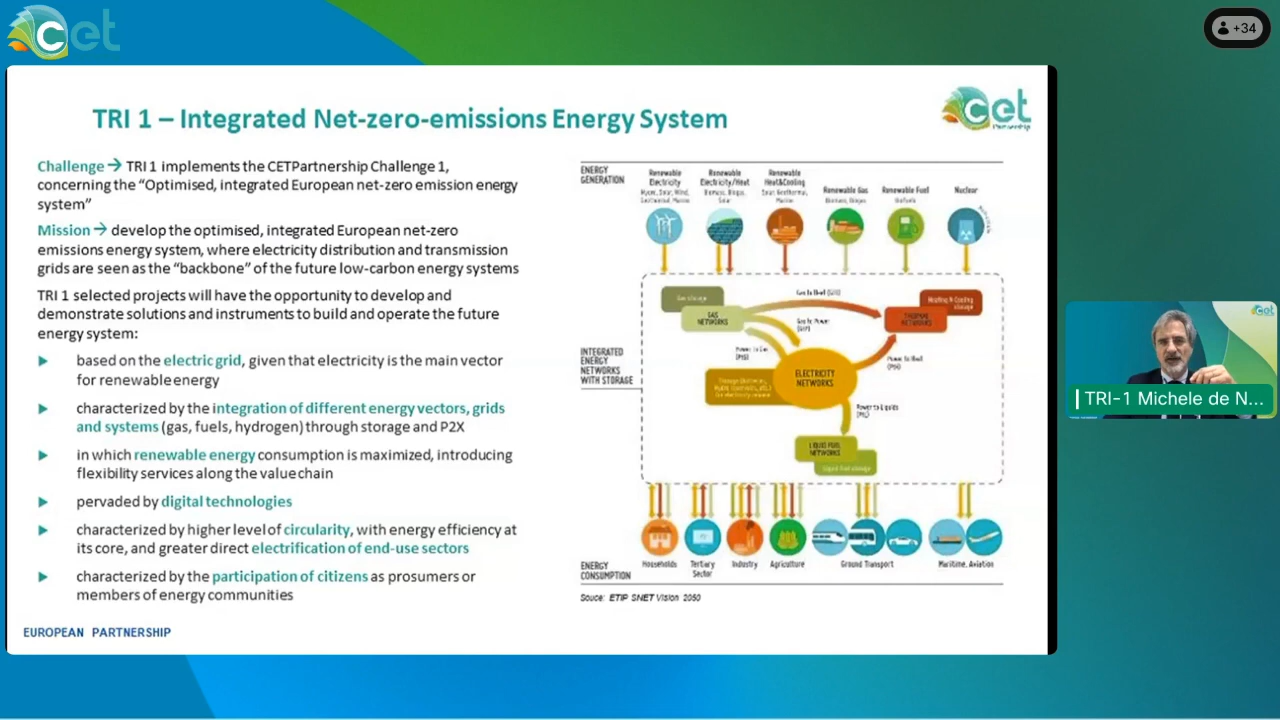 cet
+34
TRI 1 – Integrated Net-zero-emissions Energy System
cet
Partnership
Challenge → TRI 1 implements the CETPartnership Challenge 1,
concerning the “Optimised, integrated European net-zero emission energy
system”
Mission → develop the optimised, integrated European net-zero
emissions energy system, where electricity distribution and transmission
grids are seen as the “backbone” of the future low-carbon energy systems
TRI 1 selected projects will have the opportunity to develop and
demonstrate solutions and instruments to build and operate the future
energy system:
based on the electric grid, given that electricity is the main vector
for renewable energy
characterized by the integration of different energy vectors, grids
and systems (gas, fuels, hydrogen) through storage and P2X
in which renewable energy consumption is maximized, introducing
flexibility services along the value chain
pervaded by digital technologies
characterized by higher level of circularity, with energy efficiency at
its core, and greater direct electrification of end-use sectors
characterized by the participation of citizens as prosumers or
members of energy communities
EUROPEAN PARTNERSHIP
ENERGY
GENERATION
Renewable
Electricity
Hydro, Solar, Wind,
Geothermal, Marine
Renewable
Electricity/Heat
Biomass, Biogas,
Solar
Renewable
Heat&Cooling
Solar, Geothermal,
Marine
Renewable Gas
Biomass, Biogas
Renewable Fuel
Biofuels
Nuclear
INTEGRATED
ENERGY
NETWORKS
WITH STORAGE
Gas storage
GAS
NETWORKS
Gas to Heat (GtH)
Heating & Cooling
storage
THERMAL
NETWORKS
Gas to Power
(GtP)
Power to Gas
(PtG)
ELECTRICITY
NETWORKS
Power to Heat
(PtH)
Power to Liquids
(PtL)
LIQUID FUEL
NETWORKS
Liquid fuel storage
ENERGY
CONSUMPTION
Households
Tertiary
Sector
Industry
Agriculture
Ground Transport
Maritime, Aviation
Souce: ETIP SNET Vision 2050
cet
TRI-1 Michele de N...